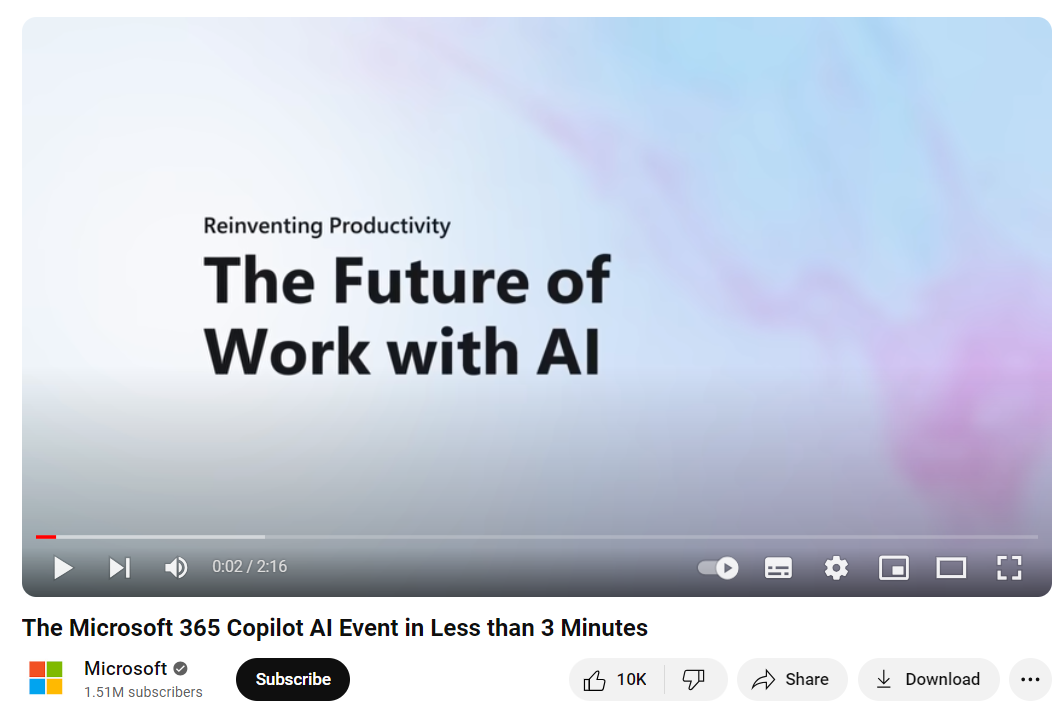 Reinventing Productivity
The Future of
Work with AI
0:02 / 2:16
The Microsoft 365 Copilot AI Event in Less than 3 Minutes
Microsoft
1.51M subscribers
Subscribe
10K
Share
Download